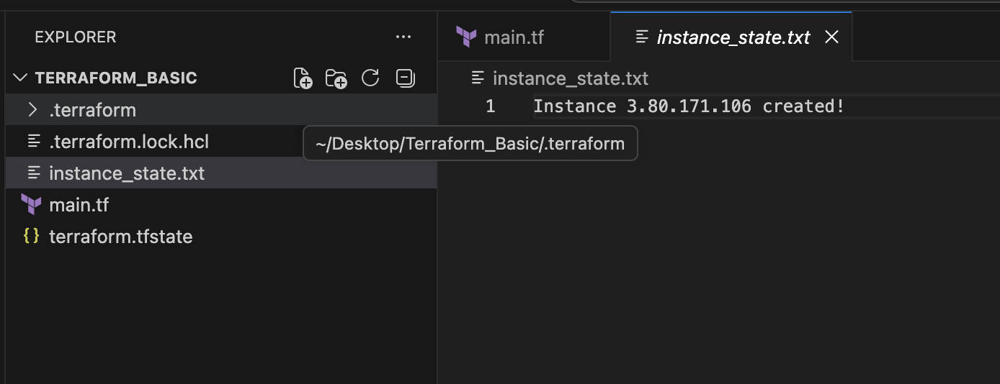 EXPLORER
TERRAFORM_BASIC
.terraform
.terraform.lock.hcl
instance_state.txt
main.tf
{} terraform.tfstate
main.tf
instance_state.txt
instance_state.txt
1 Instance 3.80.171.106 created!
~/Desktop/Terraform_Basic/.terraform